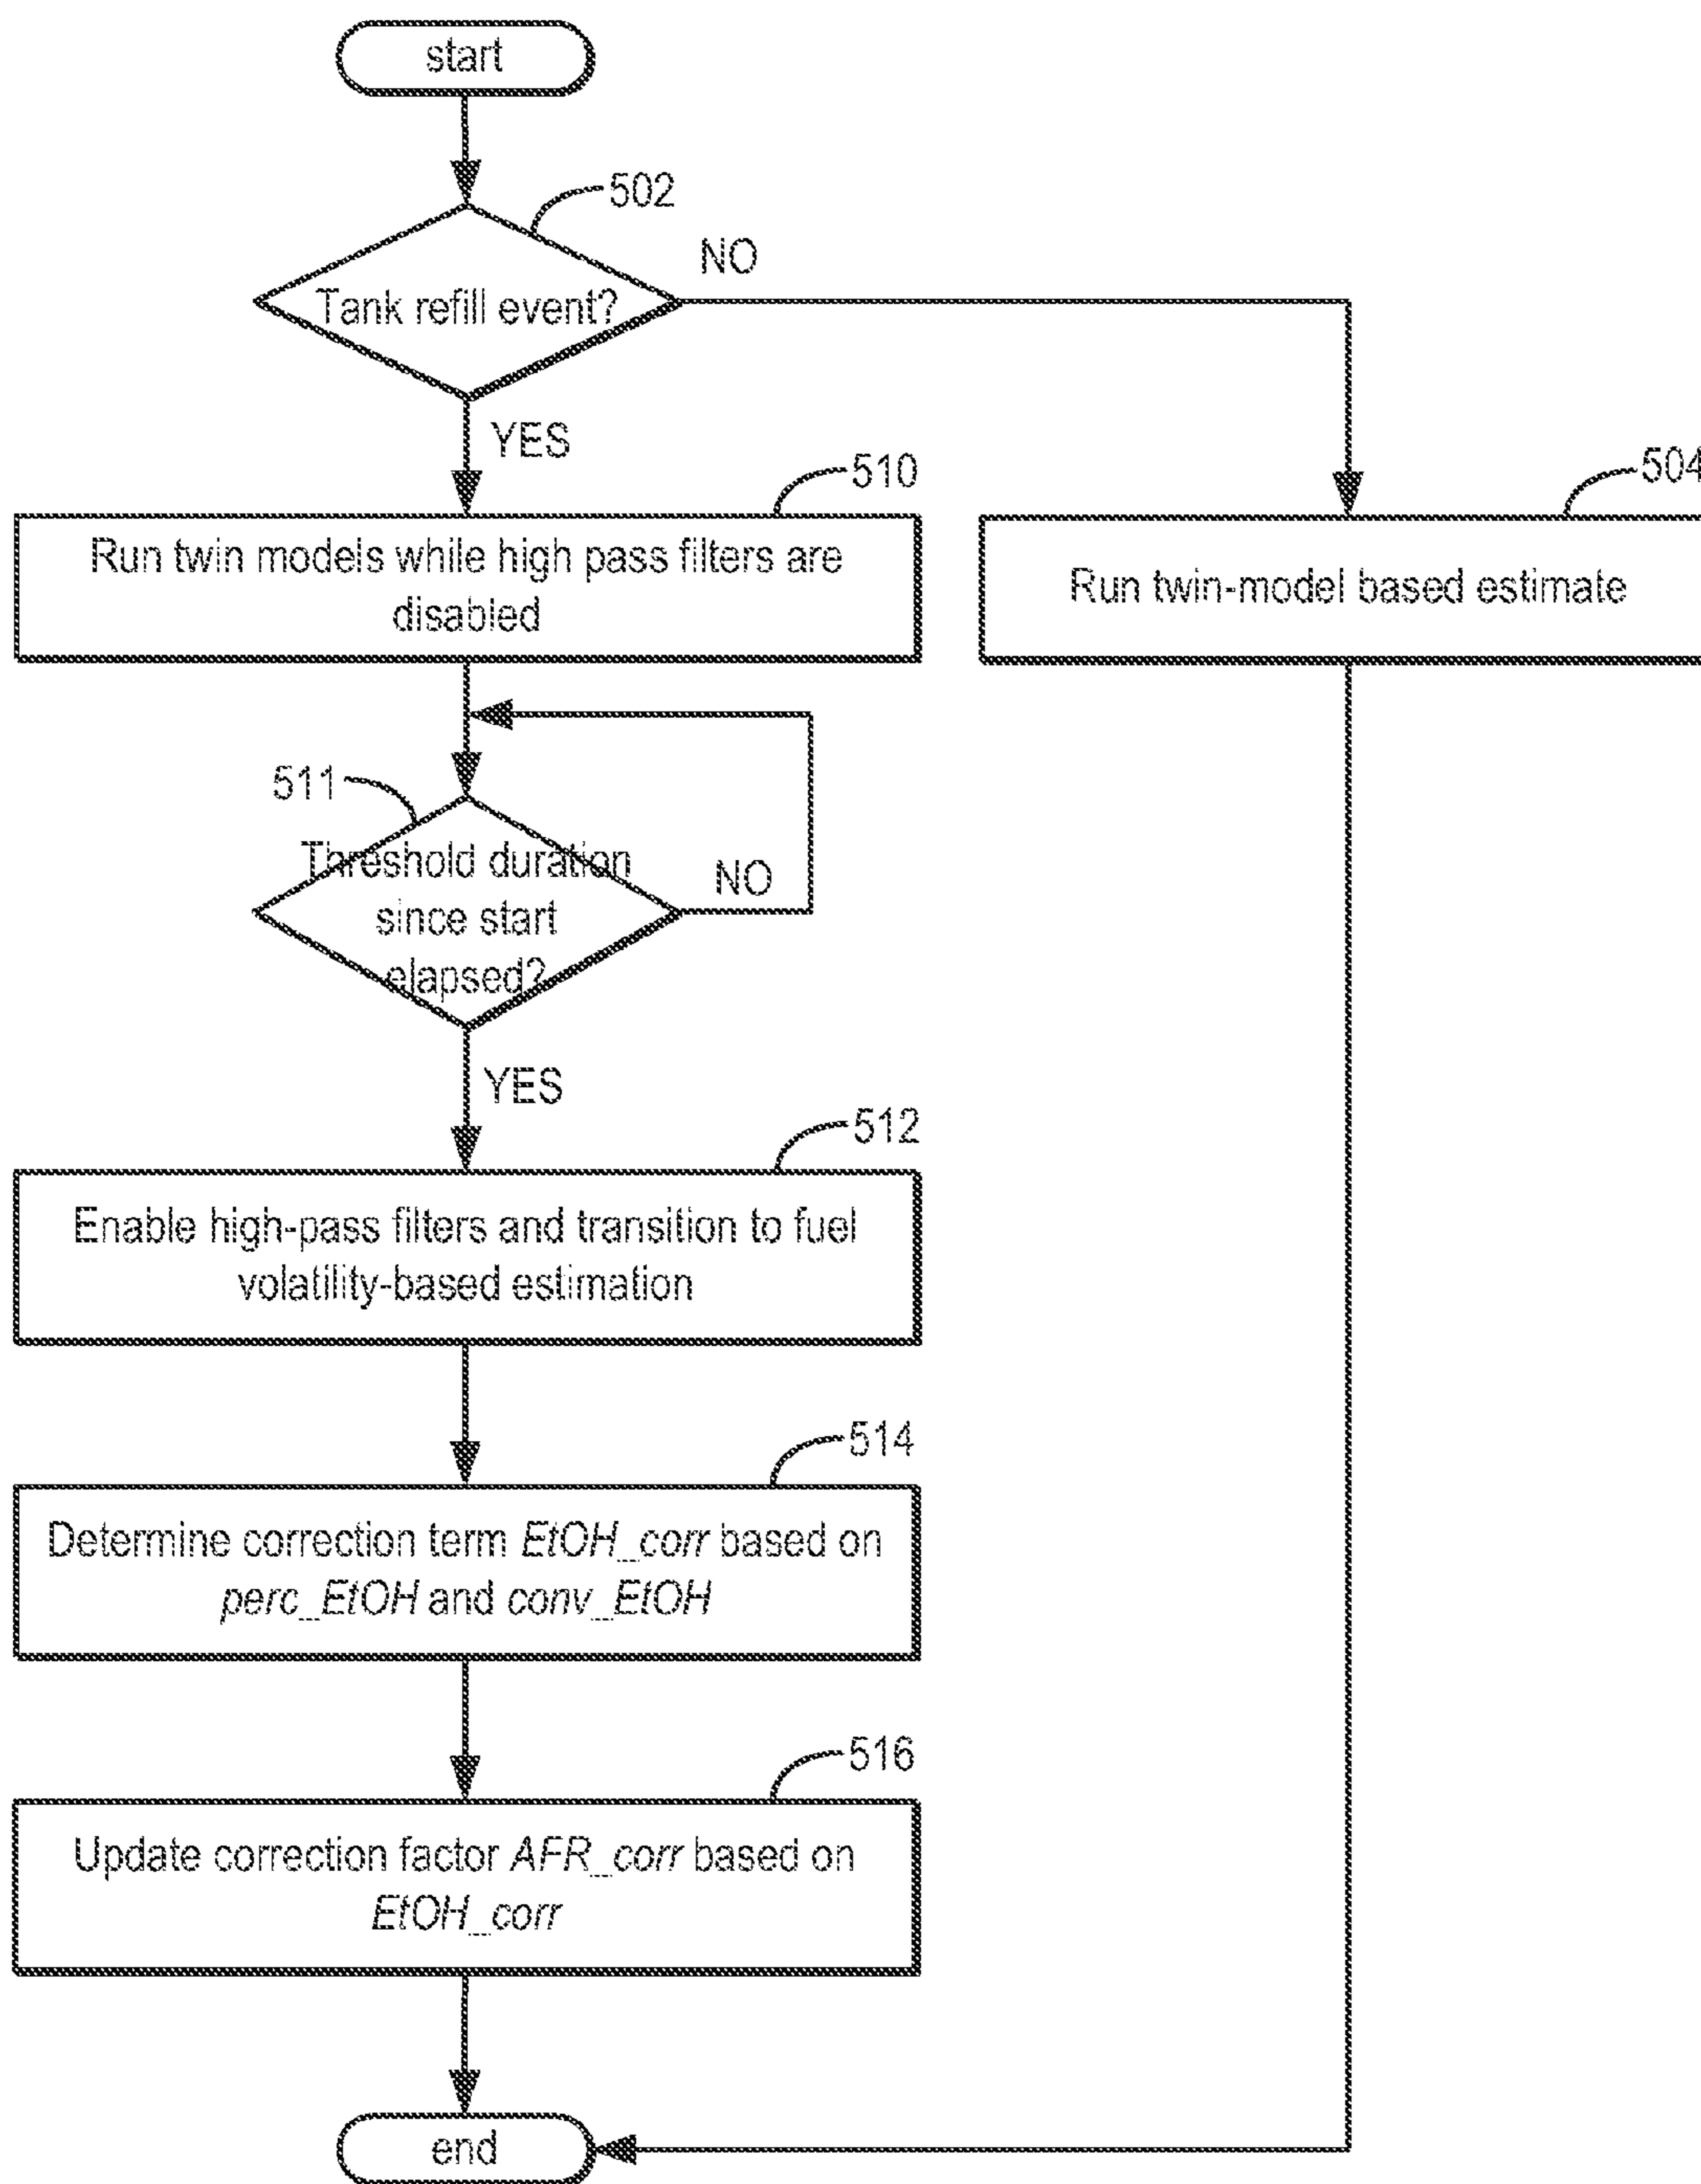 start
502
Tank refill event?
NO
YES
510
504
Run twin models while high pass filters are
disabled
Run twin-model based estimate
511
Threshold duration
since start
elapsed?
NO
YES
512
Enable high-pass filters and transition to fuel
volatility-based estimation
514
Determine correction term EtOH_corr based on
perc_EtOH and conv_EtOH
516
Update correction factor AFR_corr based on
EtOH_corr
end